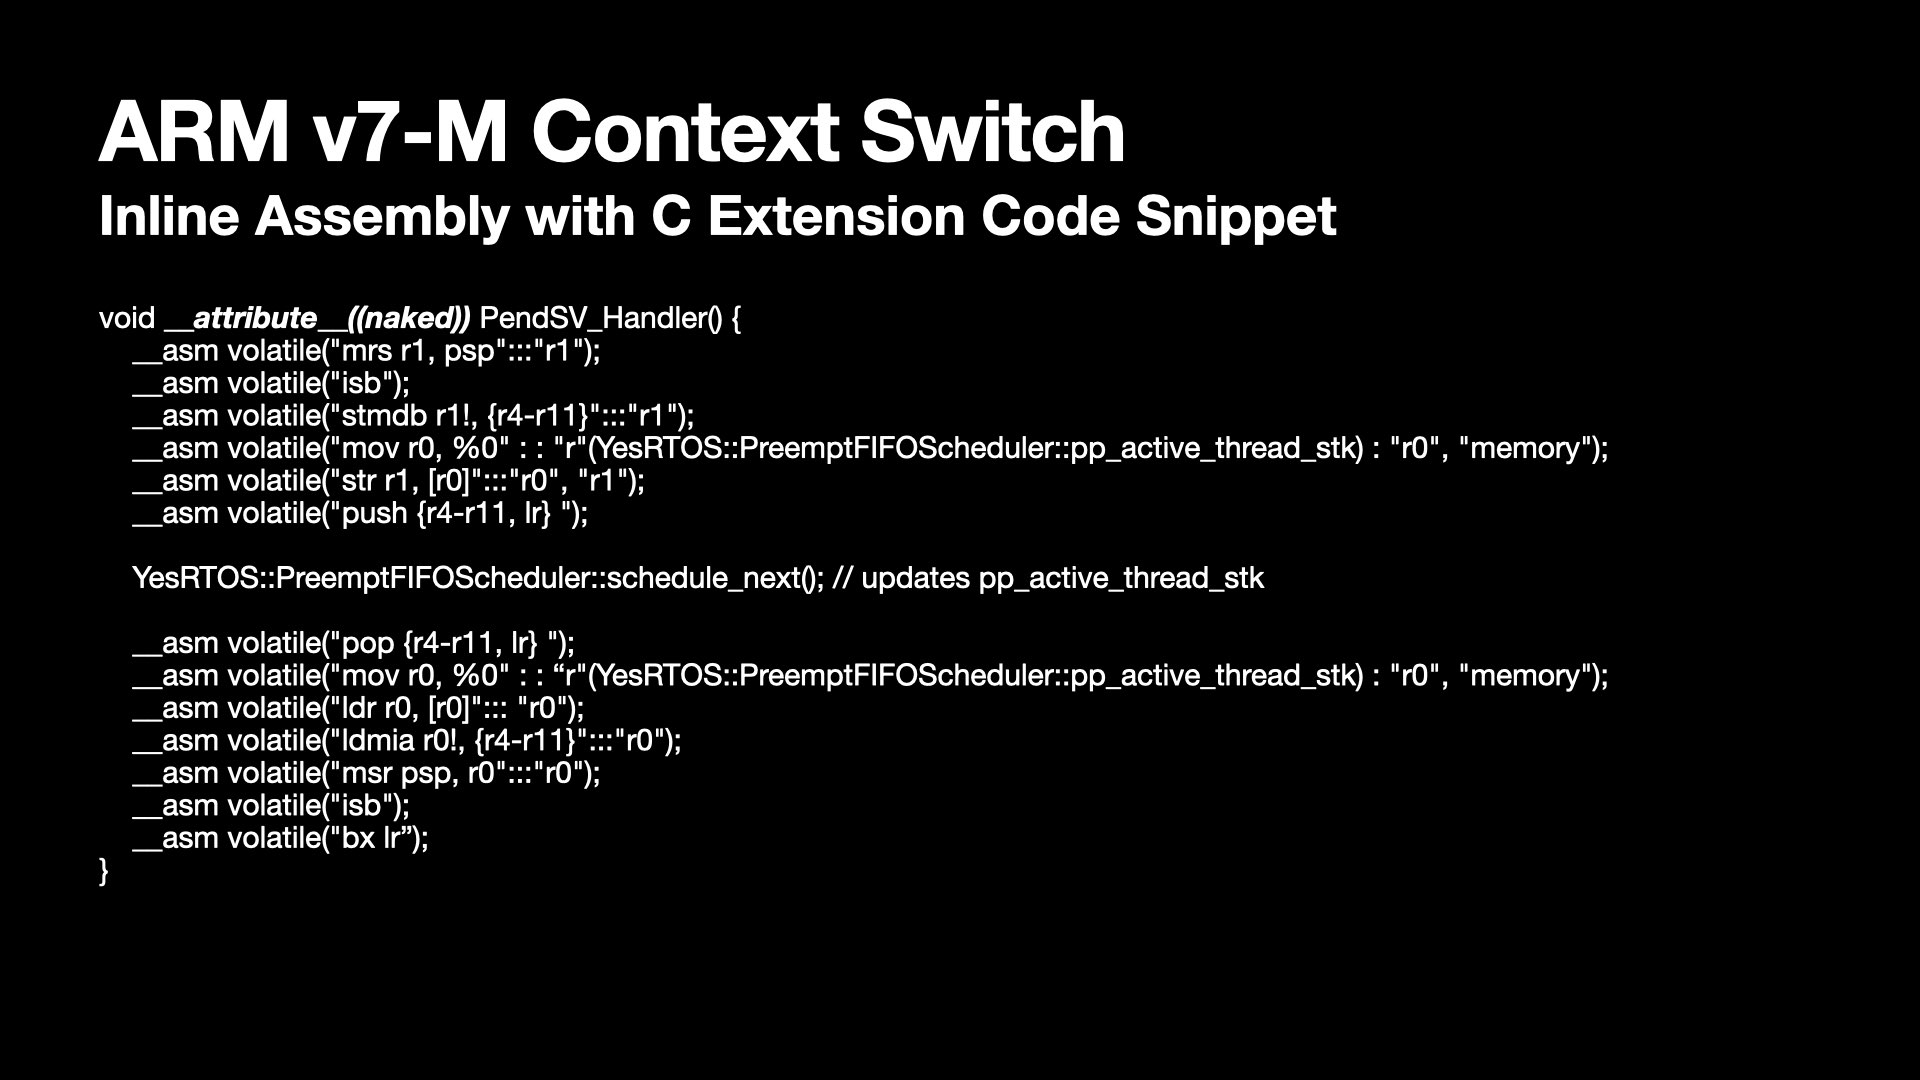 ARM v7-M Context Switch
Inline Assembly with C Extension Code Snippet
void __attribute__((naked)) PendSV_Handler() {
__asm volatile("mrs r1, psp":::"r1");
__asm volatile("isb");
__asm volatile("stmdb r1!, {r4-r11}":::"r1");
__asm volatile("mov r0, %0" : : "r"(YesRTOS::PreemptFIFOScheduler::pp_active_thread_stk) : "r0", "memory");
__asm volatile("str r1, [r0]":::"r0", "r1");
__asm volatile("push {r4-r11, lr} ");
YesRTOS::PreemptFIFOScheduler::schedule_next(); // updates pp_active_thread_stk
__asm volatile("pop {r4-r11, lr} ");
__asm volatile("mov r0, %0" : : “r"(YesRTOS::PreemptFIFOScheduler::pp_active_thread_stk) : "r0", "memory");
__asm volatile("ldr r0, [r0]"::: "r0");
__asm volatile("ldmia r0!, {r4-r11}":::"r0");
__asm volatile("msr psp, r0":::"r0");
__asm volatile("isb");
__asm volatile("bx lr”);
}